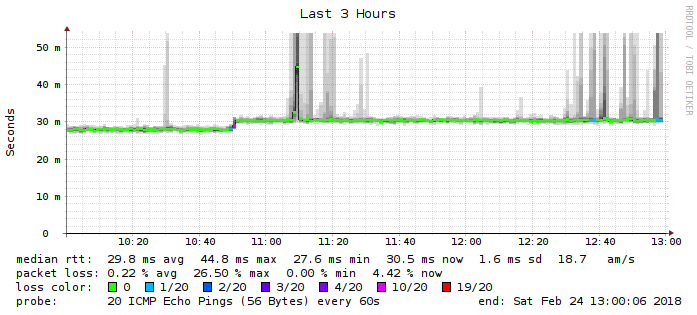 Last 3 Hours
RRDTOOL / TOBI OETIKER
Seconds
50 m
40 m
30 m
20 m
10 m
0
10:20 10:40 11:00 11:20 11:40 12:00 12:20 12:40 13:00
median rtt: 29.8 ms avg 44.8 ms max 27.6 ms min 30.5 ms now 1.6 ms sd 18.7 am/s
packet loss: 0.22 % avg 26.50 % max 0.00 % min 4.42 % now
loss color: 0 1/20 2/20 3/20 4/20 10/20 19/20
probe: 20 ICMP Echo Pings (56 Bytes) every 60s end: Sat Feb 24 13:00:06 2018